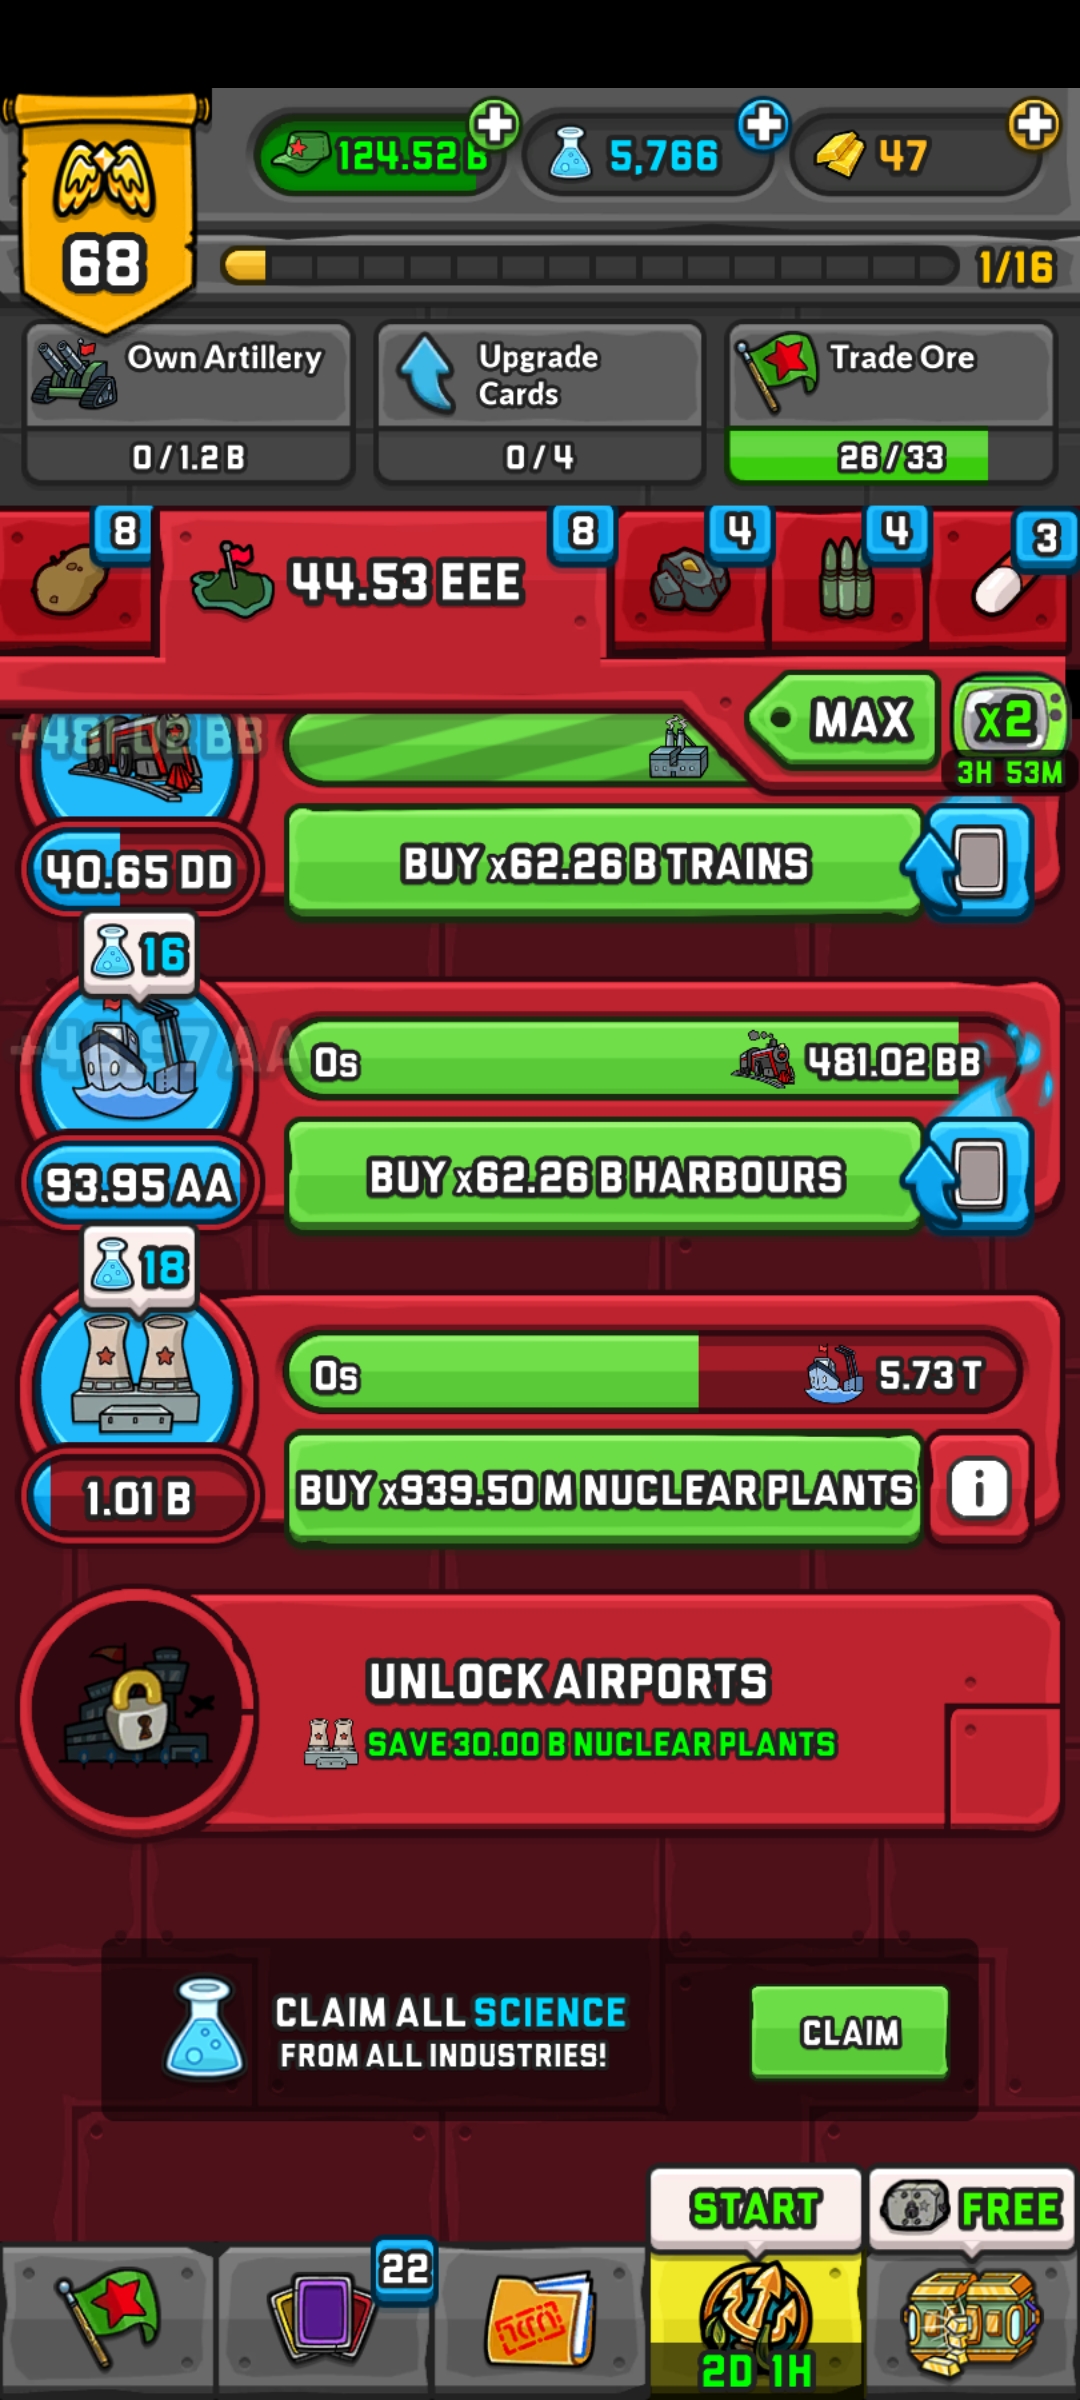 124.52 B
5,766
47
68
1/16
Own Artillery
0 / 1.2 B
Upgrade
Cards
0 / 4
Trade Ore
26 / 33
8
44.53 EEE
8
4
4
3
MAX
x2
3H 53M
+481.02 BB
40.65 DD
BUY x62.26 B TRAINS
16
0s
481.02 BB
93.95 AA
BUY x62.26 B HARBOURS
18
0s
5.73 T
1.01 B
BUY x939.50 M NUCLEAR PLANTS
i
UNLOCK AIRPORTS
SAVE 30.00 B NUCLEAR PLANTS
CLAIM ALL SCIENCE
FROM ALL INDUSTRIES!
CLAIM
START
FREE
22
2D 1H